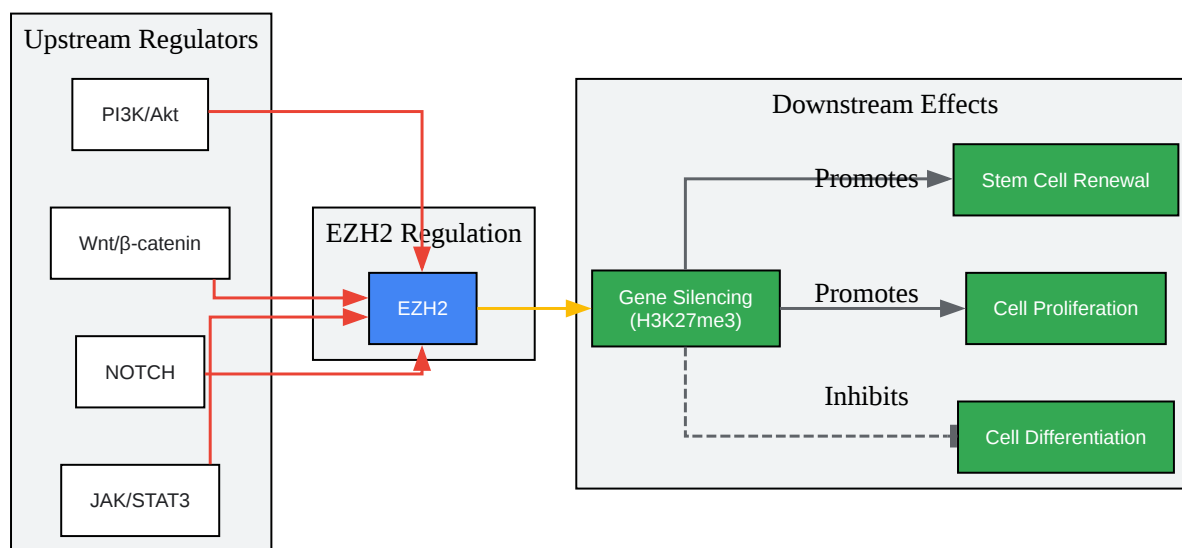 Upstream Regulators
PI3K/Akt
Wnt/β-catenin
NOTCH
JAK/STAT3
EZH2 Regulation
EZH2
Downstream Effects
Gene Silencing
(H3K27me3)
Promotes
Stem Cell Renewal
Promotes
Cell Proliferation
Inhibits
Cell Differentiation